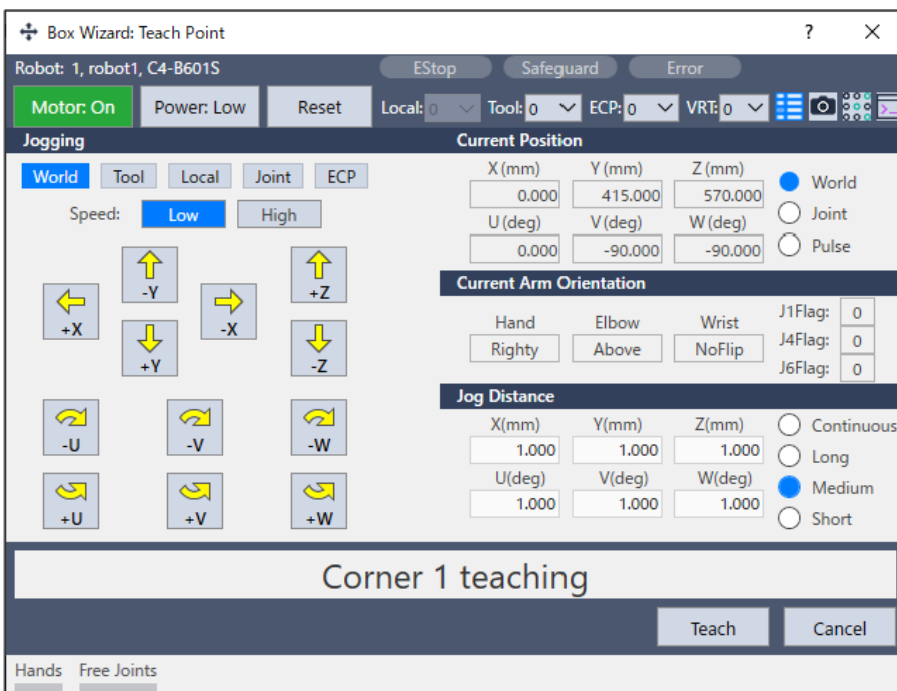 Box Wizard: Teach Point
Robot: 1, robot1, C4-B601S
EStop Safeguard Error
Motor: On Power: Low Reset Local: 0 Tool: 0 ECP: 0 VRT: 0
Jogging
World Tool Local Joint ECP
Speed: Low High
-Y
+Z
+X
-X
+Y
-Z
-U -V -W
+U +V +W
Current Position
X (mm) Y (mm) Z (mm)
0.000 415.000 570.000
U (deg) V (deg) W (deg)
0.000 -90.000 -90.000
World
Joint
Pulse
Current Arm Orientation
Hand Elbow Wrist
Righty Above NoFlip
J1Flag: 0
J4Flag: 0
J6Flag: 0
Jog Distance
X(mm) Y(mm) Z(mm)
1.000 1.000 1.000
U(deg) V(deg) W(deg)
1.000 1.000 1.000
Continuous
Long
Medium
Short
Corner 1 teaching
Teach Cancel
Hands Free Joints